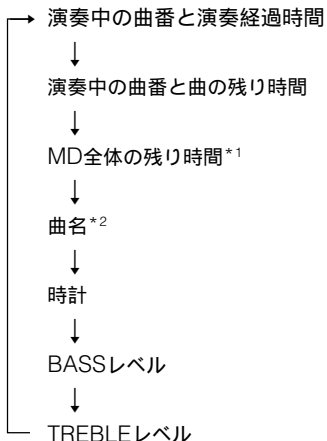 演奏中の曲番と演奏経過時間
演奏中の曲番と曲の残り時間
MD全体の残り時間*1
曲名*2
時計
BASSレベル
TREBLEレベル